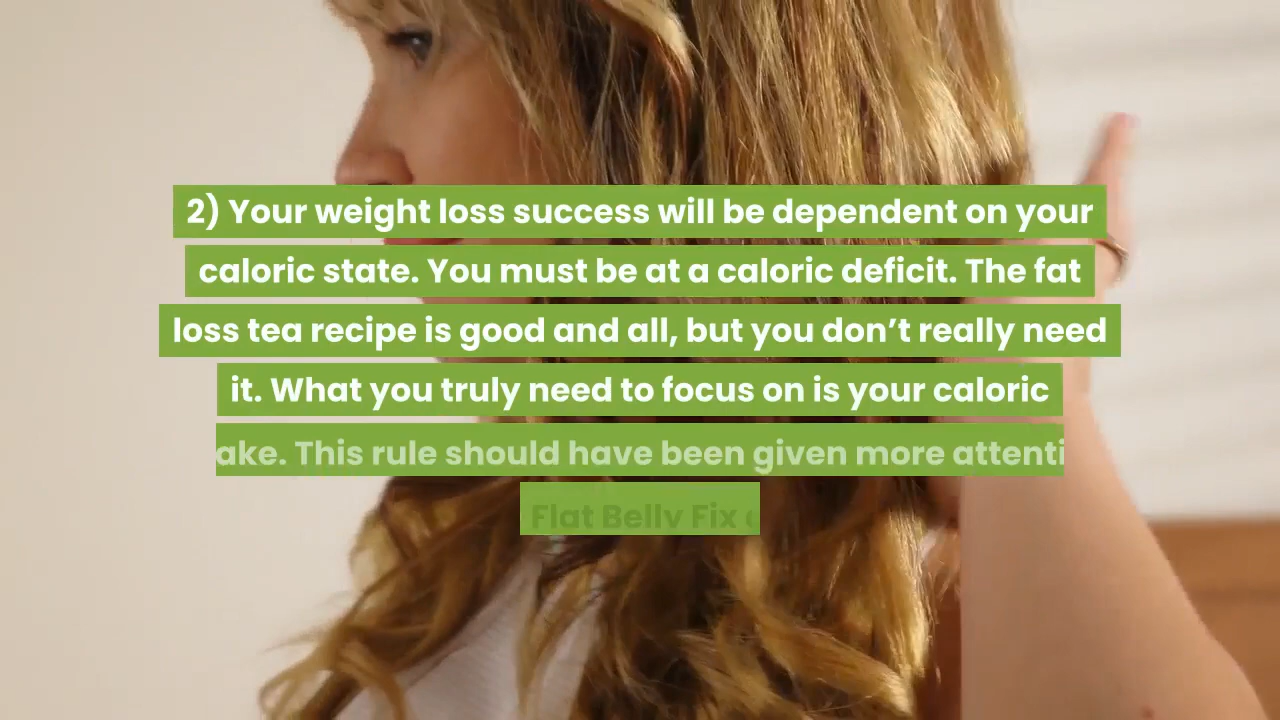 2) Your weight loss success will be dependent on your
caloric state. You must be at a caloric deficit. The fat
loss tea recipe is good and all, but you don’t really need
it. What you truly need to focus on is your caloric
ake. This rule should have been given more attenti
Flat Belly Fix